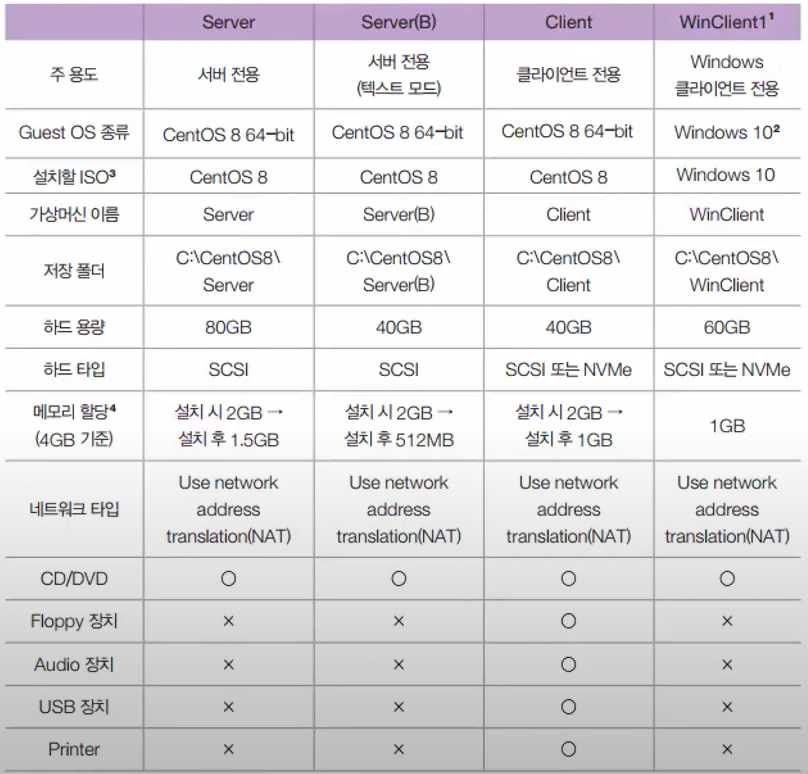 Server Server(B) Client WinClient1¹
주 용도 서버 전용 서버 전용 (텍스트 모드) 클라이언트 전용 Windows 클라이언트 전용
Guest OS 종류 CentOS 8 64-bit CentOS 8 64-bit CentOS 8 64-bit Windows 10²
설치할 ISO³ CentOS 8 CentOS 8 CentOS 8 Windows 10
가상머신 이름 Server Server(B) Client WinClient
저장 폴더 C:\CentOS8\Server C:\CentOS8\Server(B) C:\CentOS8\Client C:\CentOS8\WinClient
하드 용량 80GB 40GB 40GB 60GB
하드 타입 SCSI SCSI SCSI 또는 NVMe SCSI 또는 NVMe
메모리 할당⁴ (4GB 기준) 설치 시 2GB → 설치 후 1.5GB 설치 시 2GB → 설치 후 512MB 설치 시 2GB → 설치 후 1GB 1GB
네트워크 타입 Use network address translation(NAT) Use network address translation(NAT) Use network address translation(NAT) Use network address translation(NAT)
CD/DVD ○ ○ ○ ○
Floppy 장치 × × ○ ×
Audio 장치 × × ○ ×
USB 장치 × × ○ ×
Printer × × ○ ×